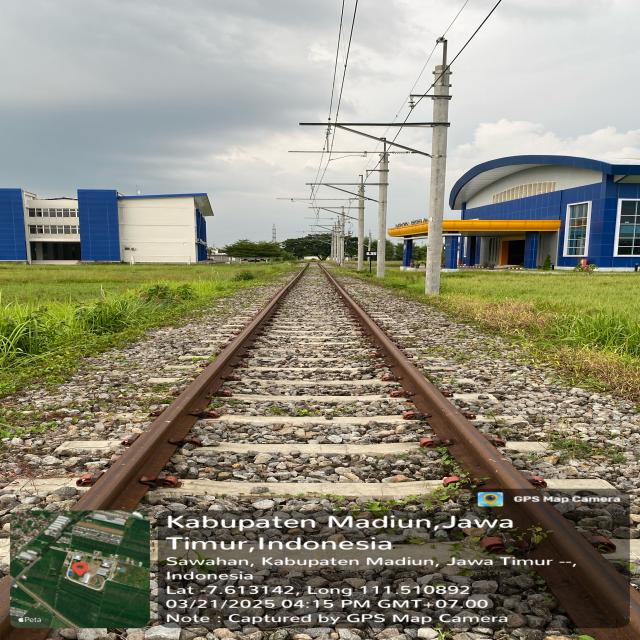 GPS Map Camera
Kabupaten Madiun,Jawa
Timur,Indonesia
Sawahan, Kabupaten Madiun, Jawa Timur --,
Indonesia
Lat -7.613142, Long 111.510892
03/21/2025 04:15 PM GMT+07.00
Note : Captured by GPS Map Camera
Peta